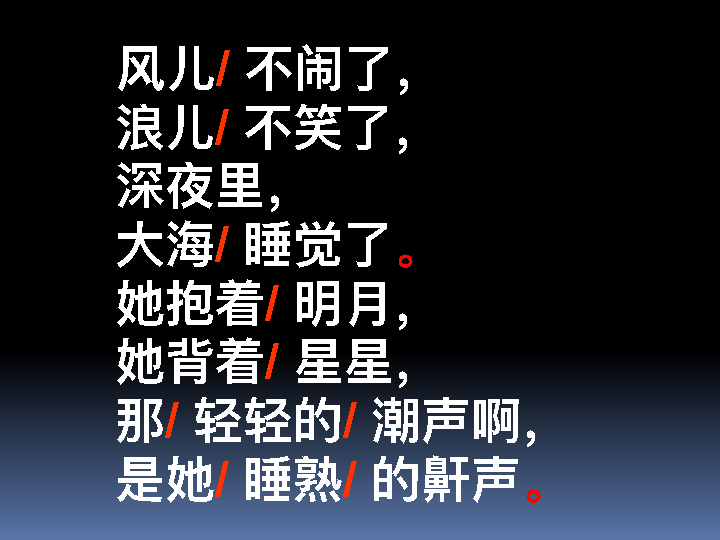 风儿/ 不闹了，
浪儿/ 不笑了，
深夜里，
大海/ 睡觉了。
她抱着/ 明月，
她背着/ 星星，
那/ 轻轻的/ 潮声啊，
是她/ 睡熟/ 的鼾声。